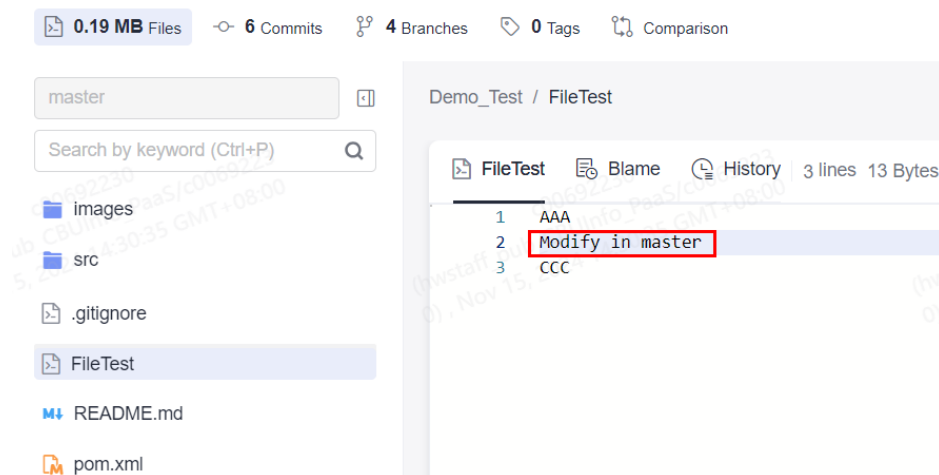 0.19 MB Files 6 Commits 4 Branches 0 Tags Comparison
master
Search by keyword (Ctrl+P)
images
src
.gitignore
FileTest
README.md
pom.xml
Demo_Test / FileTest
FileTest Blame History 3 lines 13 Bytes
1 AAA
2 Modify in master
3 CCC